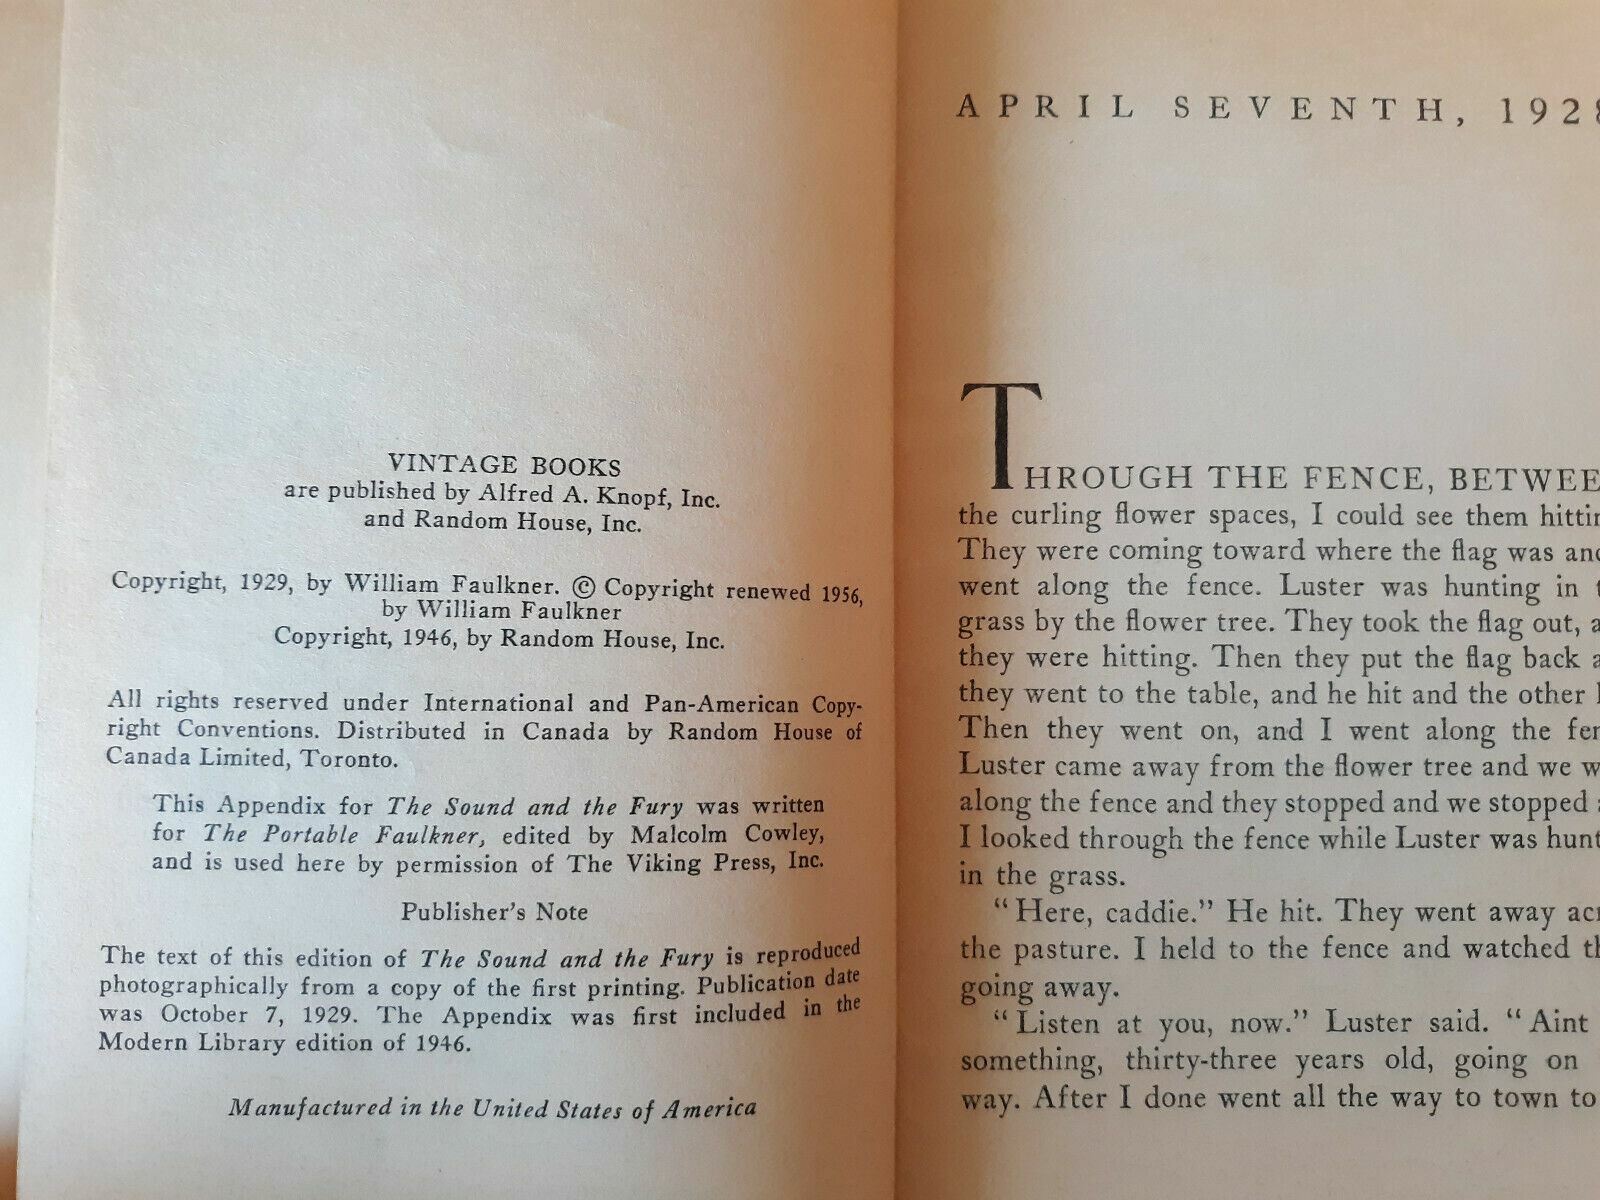 VINTAGE BOOKS
are published by Alfred A. Knopf, Inc.
and Random House, Inc.
Copyright, 1929, by William Faulkner. © Copyright renewed 1956,
by William Faulkner
Copyright, 1946, by Random House, Inc.
All rights reserved under International and Pan-American Copy-
right Conventions. Distributed in Canada by Random House of
Canada Limited, Toronto.
This Appendix for The Sound and the Fury was written
for The Portable Faulkner, edited by Malcolm Cowley,
and is used here by permission of The Viking Press, Inc.
Publisher's Note
The text of this edition of The Sound and the Fury is reproduced
photographically from a copy of the first printing. Publication date
was October 7, 1929. The Appendix was first included in the
Modern Library edition of 1946.
Manufactured in the United States of America
APRIL SEVENTH, 1928
THROUGH THE FENCE, BETWEE
the curling flower spaces, I could see them hittin
They were coming toward where the flag was and
went along the fence. Luster was hunting in t
grass by the flower tree. They took the flag out, a
they were hitting. Then they put the flag back a
they went to the table, and he hit and the other h
Then they went on, and I went along the fen
Luster came away from the flower tree and we w
along the fence and they stopped and we stopped a
I looked through the fence while Luster was hunt
in the grass.
"Here, caddie." He hit. They went away acr
the pasture. I held to the fence and watched th
going away.
"Listen at you, now." Luster said. "Aint
something, thirty-three years old, going on
way. After I done went all the way to town to